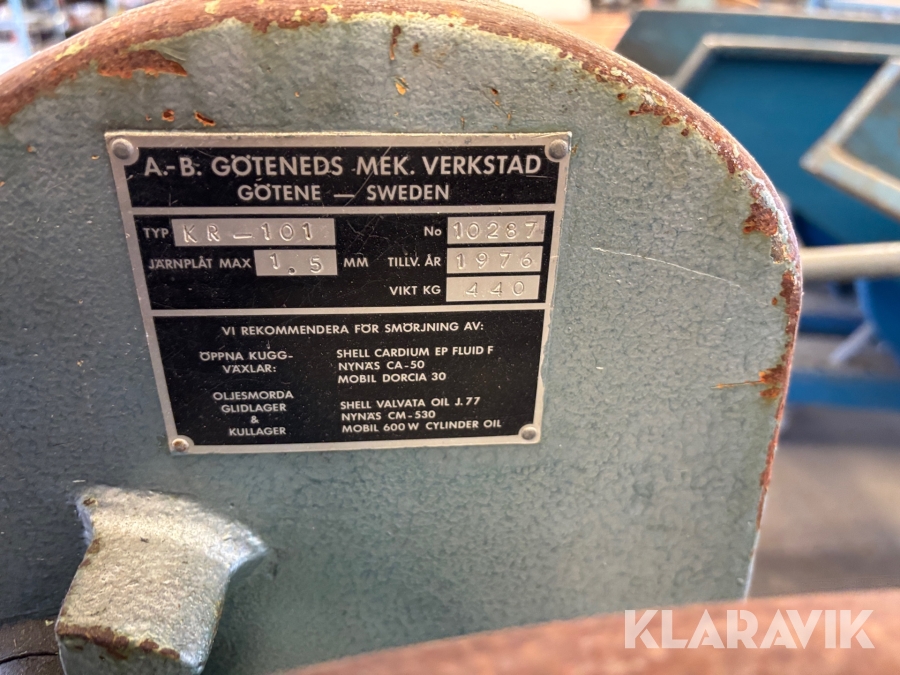 A.-B. GÖTENEDS MEK. VERKSTAD
GÖTENE — SWEDEN
TYP KR-101 No 10287
JÄRNPLÅT MAX 1.5 MM TILLV. ÅR 1976
VIKT KG 440
VI REKOMMENDERA FÖR SMÖRJNING AV:
ÖPPNA KUGG- SHELL CARDIUM EP FLUID F
VÄXLAR: NYNÄS CA-50
MOBIL DORCIA 30
OLJESMORDA SHELL VALVATA OIL J.77
GLIDLAGER NYNÄS CM-530
& MOBIL 600 W CYLINDER OIL
KULLAGER
KLARAVIK